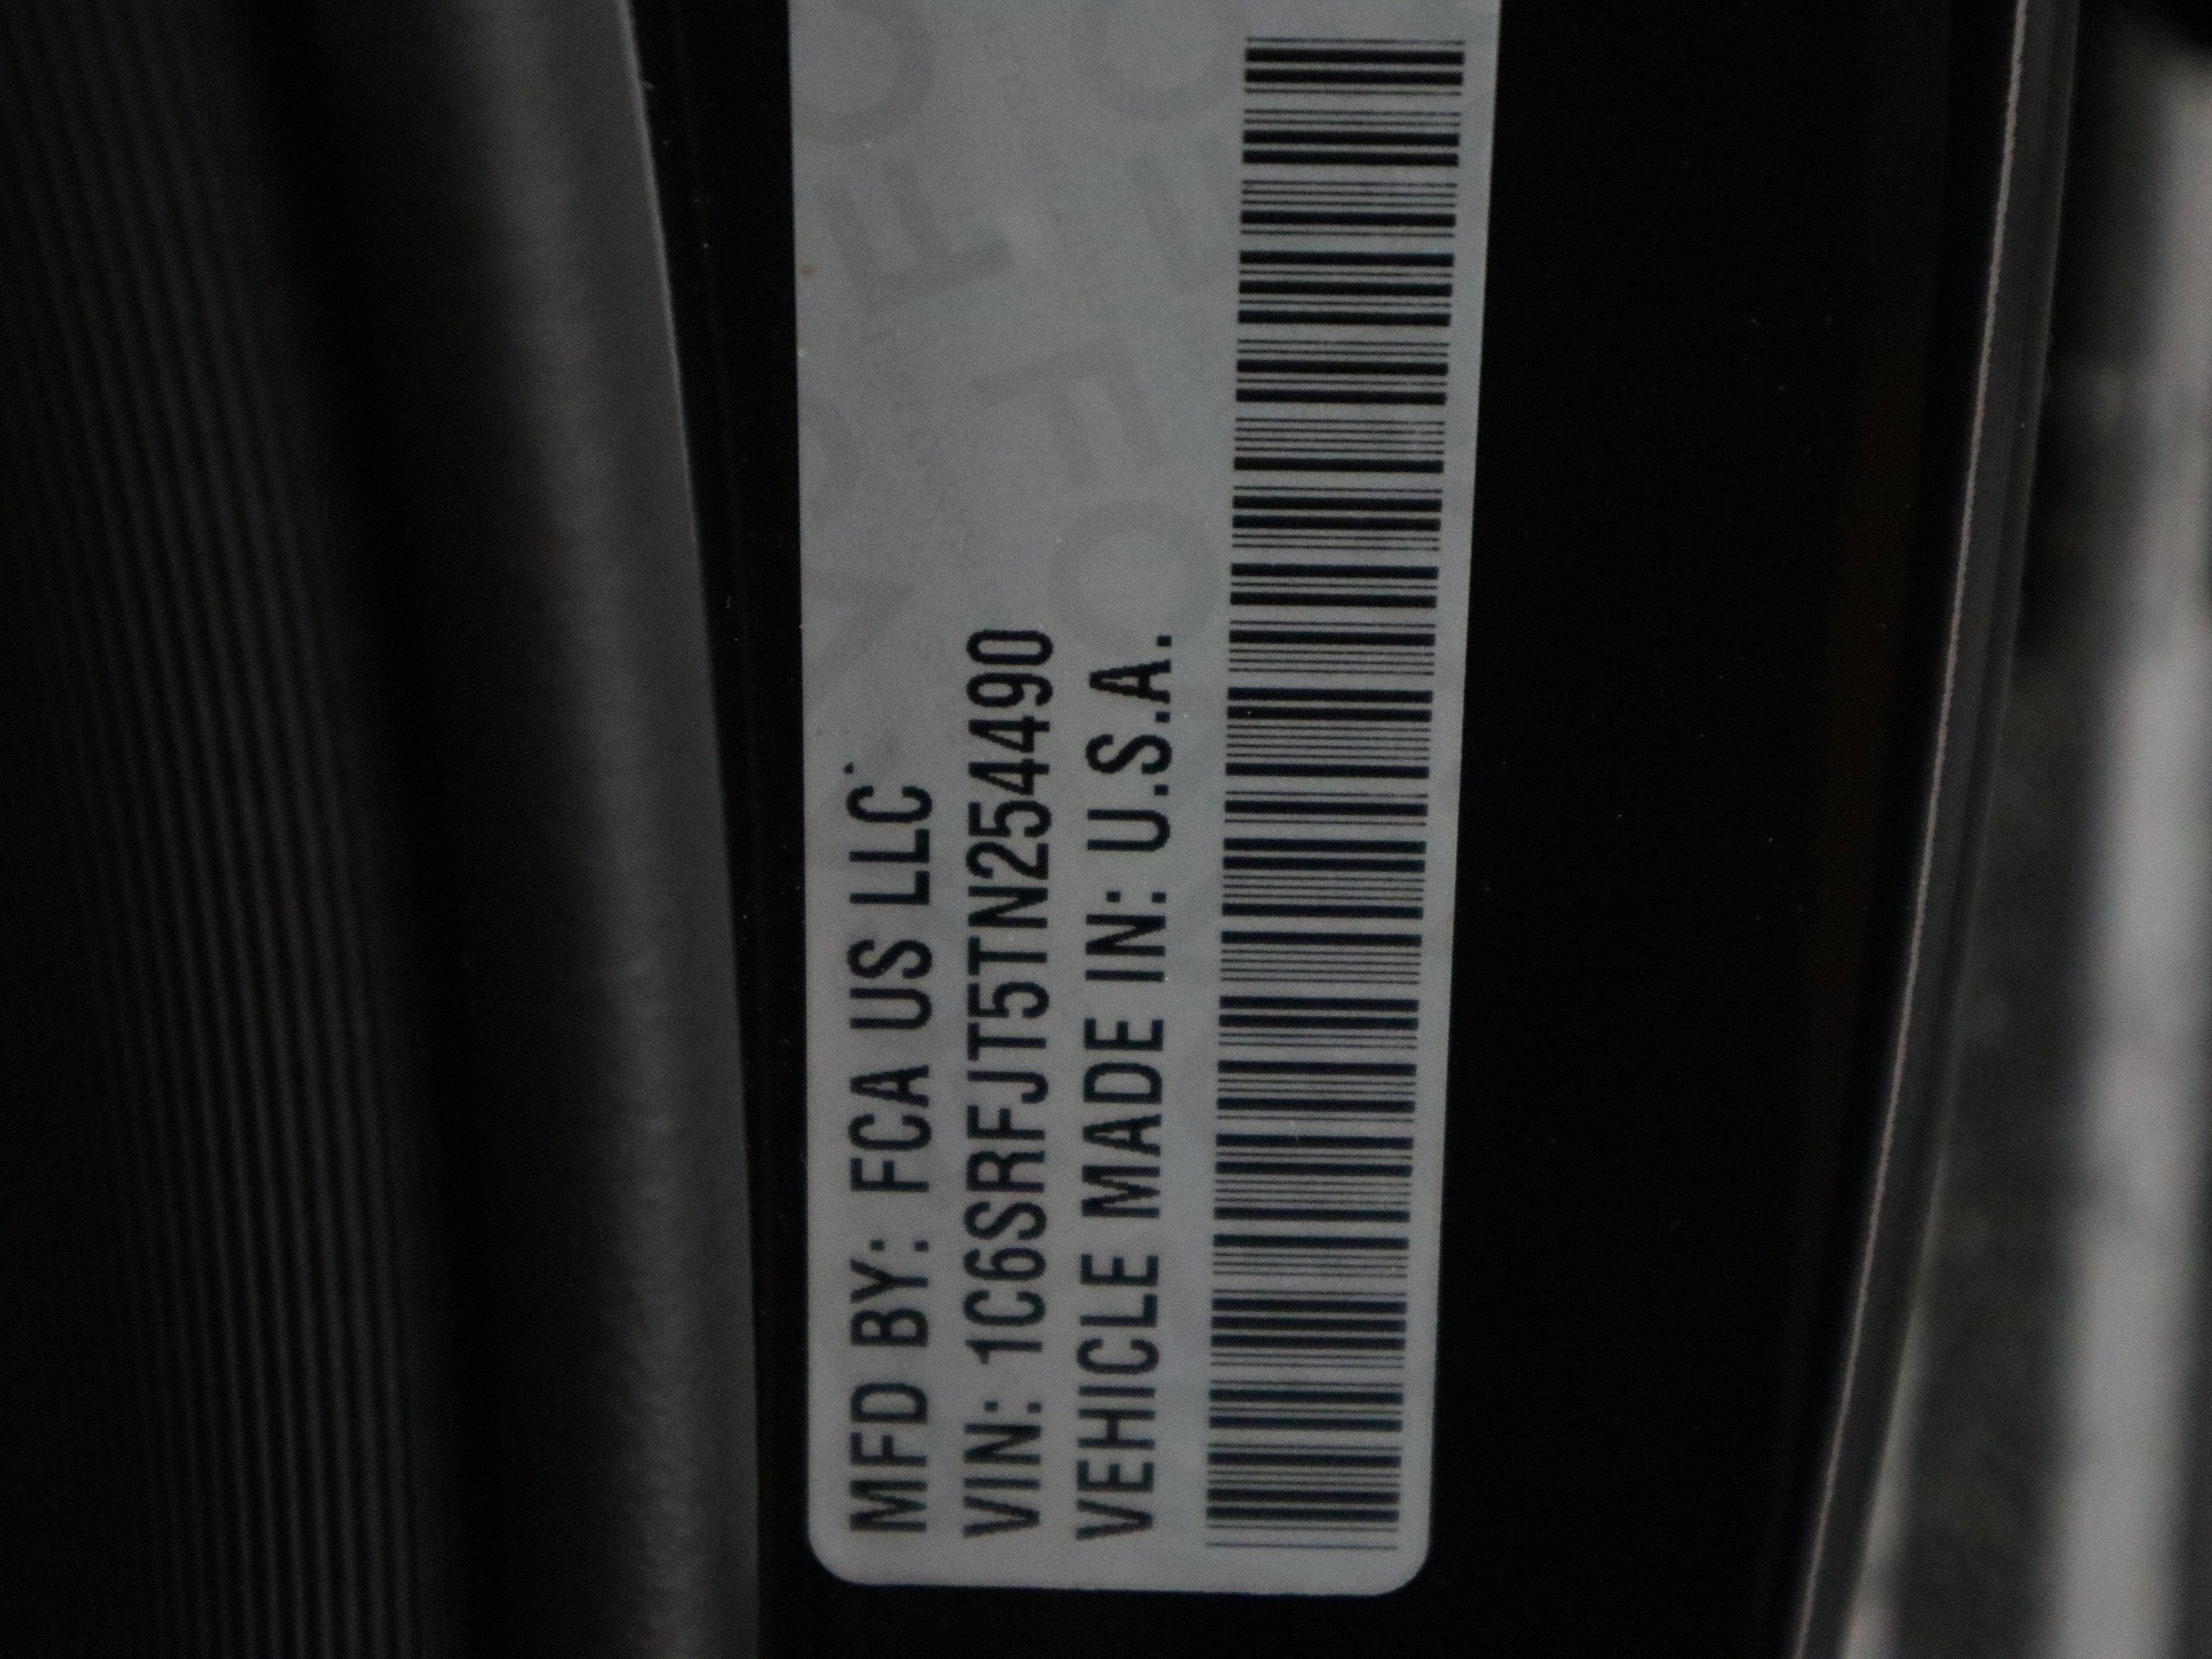 MFD BY: FCA US LLC
VIN: 1C6SRFJT5TN254490
VEHICLE MADE IN: U.S.A.